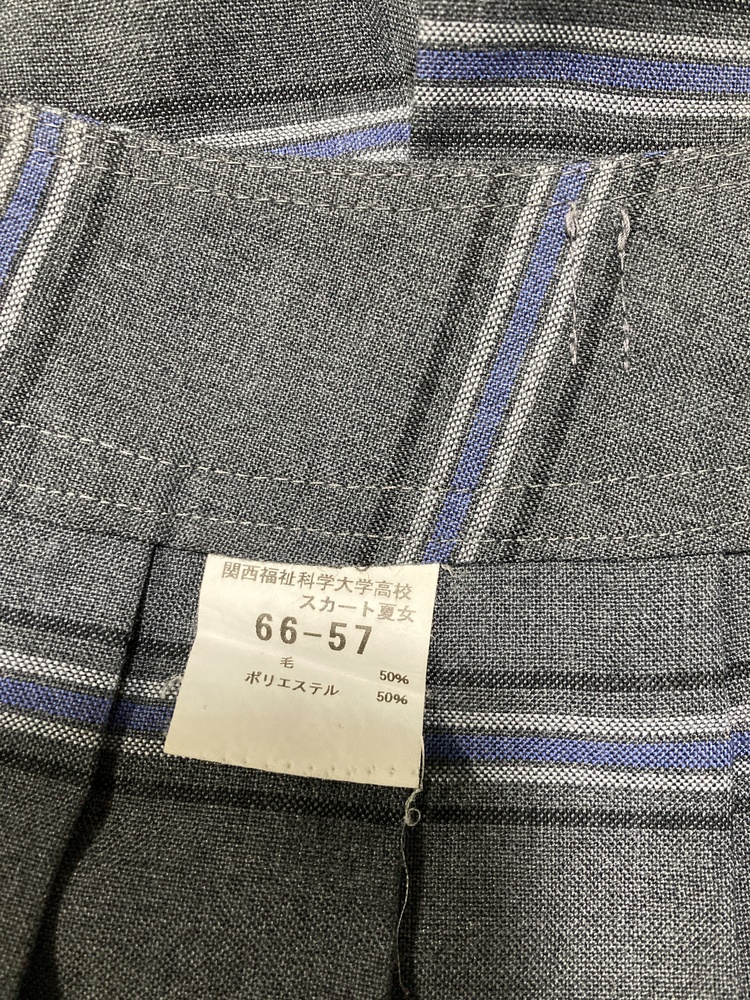 関西福祉科学大学高校
スカート夏女
66-57
毛 50%
ポリエステル 50%